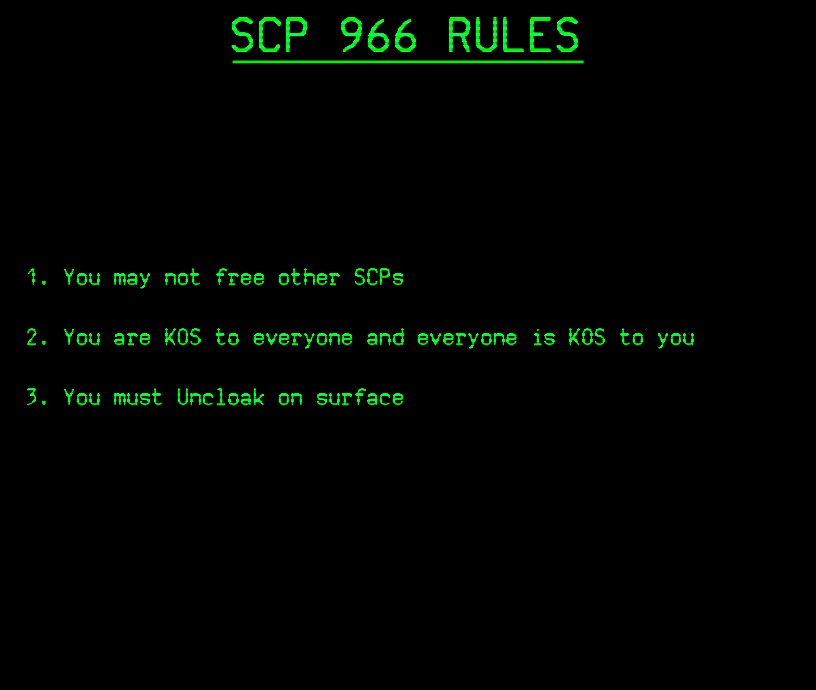 SCP 966 RULES
1. You may not free other SCPs
2. You are KOS to everyone and everyone is KOS to you
3. You must Uncloak on surface